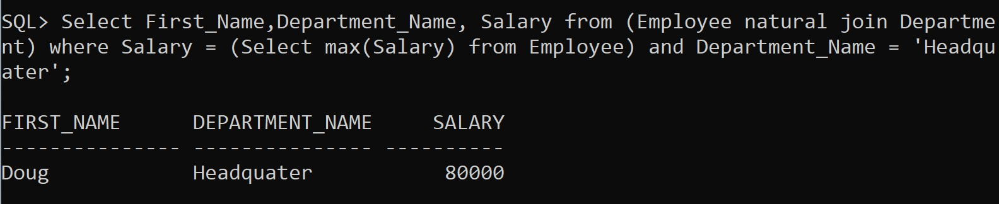 SQL> Select First_Name,Department_Name, Salary from (Employee natural join Departme
nt) where Salary = (Select max(Salary) from Employee) and Department_Name = 'Headqu
ater';
FIRST_NAME      DEPARTMENT_NAME     SALARY
--------------- --------------- ----------
Doug            Headquater           80000